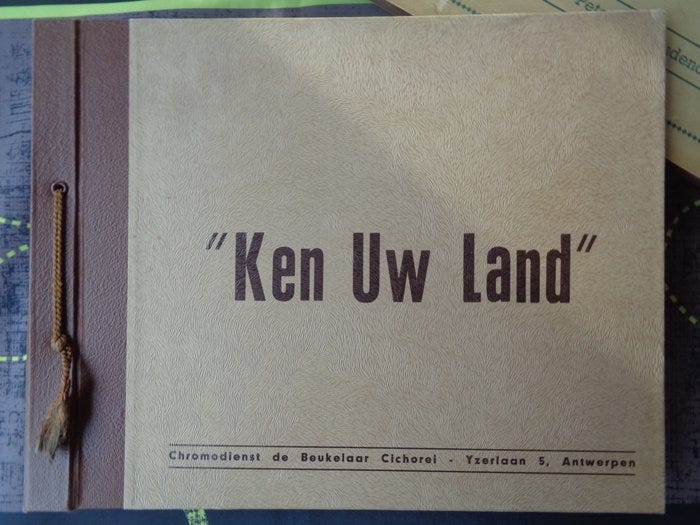 "Ken Uw Land"
Chromodienst de Beukelaar Cichorei - Yzerlaan 5, Antwerpen